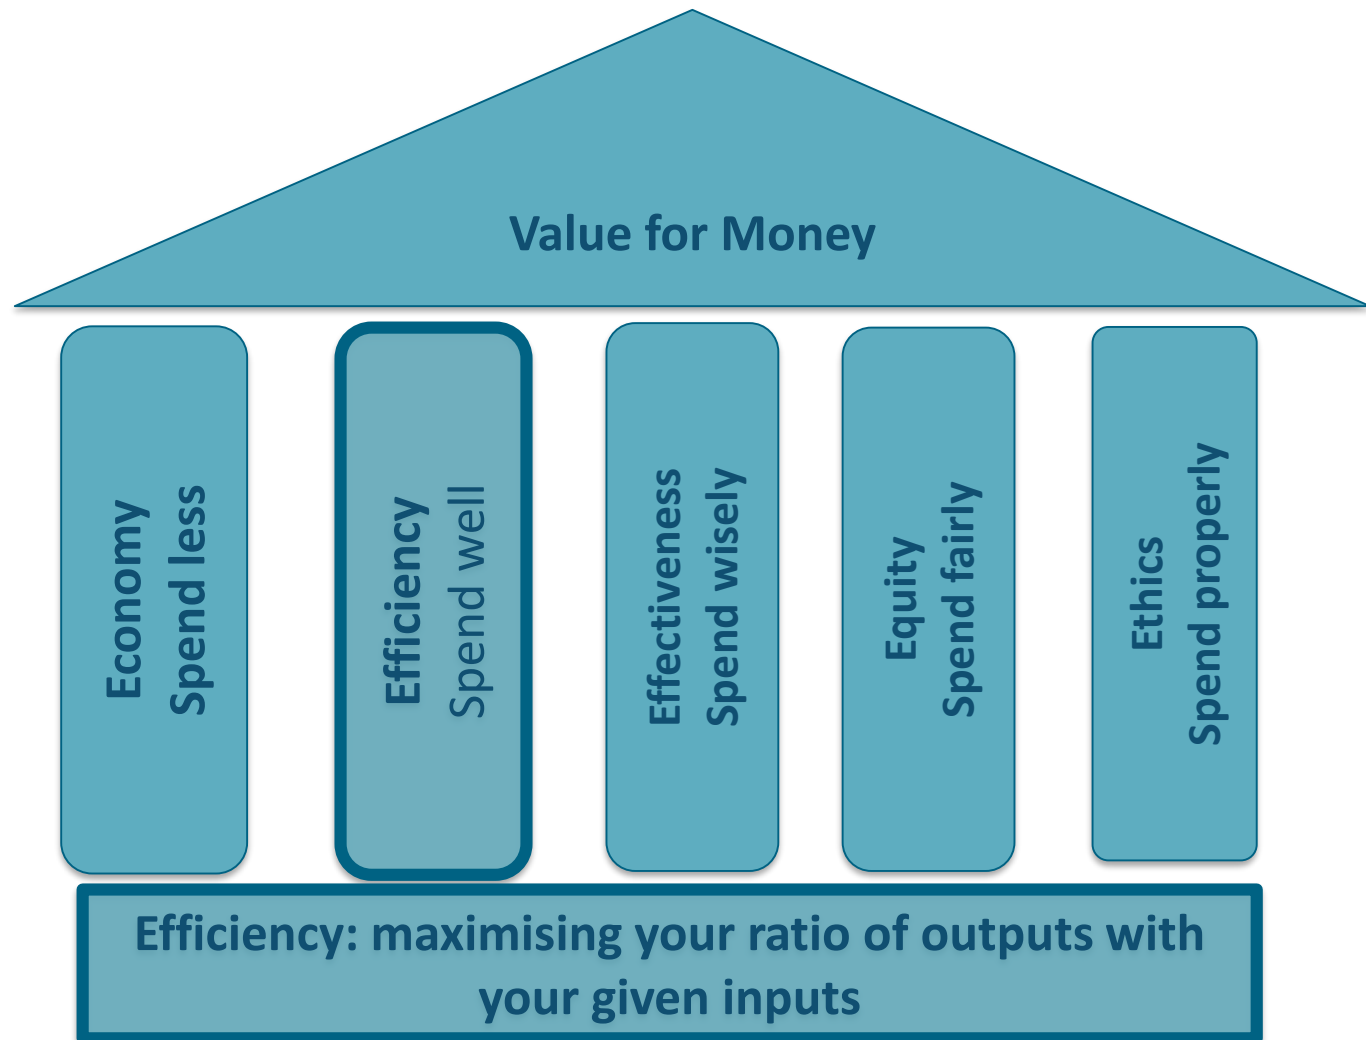 Value for Money
Economy
Spend less
Efficiency
Spend well
Effectiveness
Spend wisely
Equity
Spend fairly
Ethics
Spend properly
Efficiency: maximising your ratio of outputs with
your given inputs